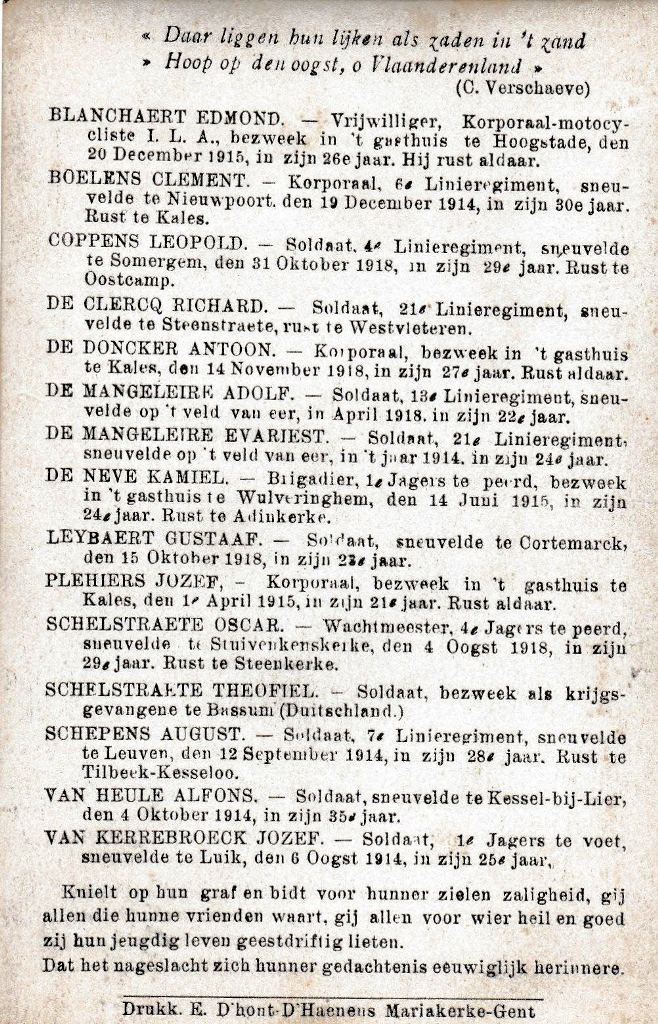 « Daar liggen hun lijken als zaden in 't zand
» Hoop op den oogst, o Vlaanderenland »
(C. Verschaeve)
BLANCHAERT EDMOND. — Vrijwilliger, Korporaal-motocy-
cliste I. L. A., bezweek in 't gasthuis te Hoogstade, den
20 December 1915, in zijn 26e jaar. Hij rust aldaar.
BOELENS CLEMENT. — Korporaal, 6e Linieregiment, sneu-
velde te Nieuwpoort. den 19 December 1914, in zijn 30e jaar.
Rust te Kales.
COPPENS LEOPOLD. — Soldaat, 4e Linieregiment, sneuvelde
te Somergem, den 31 Oktober 1918, in zijn 29e jaar. Rust te
Oostcamp.
DE CLERCQ RICHARD. — Soldaat, 21e Linieregiment, sneu-
velde te Steenstraete, rust te Westvleteren.
DE DONCKER ANTOON. — Korporaal, bezweek in 't gasthuis
te Kales, den 14 November 1918, in zijn 27e jaar. Rust aldaar.
DE MANGELEIRE ADOLF. — Soldaat, 13e Linieregiment, sneu-
velde op 't veld van eer, in April 1918. in zijn 22e jaar.
DE MANGELEIRE EVARIEST. — Soldaat, 21e Linieregiment,
sneuvelde op 't veld van eer, in 't jaar 1914. in zijn 24e jaar.
DE NEVE KAMIEL. — Brigadier, 1e Jagers te peerd, bezweek
in 't gasthuis te Wulveringhem, den 14 Juni 1915, in zijn
24e jaar. Rust te Adinkerke.
LEYBAERT GUSTAAF. — Soldaat, sneuvelde te Cortemarck,
den 15 Oktober 1918, in zijn jaar.
PLEHIERS JOZEF, – Korporaal, bezweek in 't gasthuis te
Kales, den 1e April 1915, in zijn 21e jaar. Rust aldaar.
SCHELSTRAETE OSCAR. — Wachtmeester, 4e Jagers te peerd,
sneuvelde te Stuivenkenskerke, den 4 Oogst 1918, in zijn
29e jaar. Rust te Steenkerke.
SCHELSTRAETE THEOFIEL. — Soldaat, bezweek als krijgs-
gevangene te Bassum (Duitschland.)
SCHEPENS AUGUST. — Soldaat, 7e Linieregiment, sneuvelde
te Leuven, den 12 September 1914, in zijn 28e jaar. Rust te
Tilbeek-Kesseloo.
VAN HEULE ALFONS. — Soldaat, sneuvelde te Kessel-bij-Lier,
den 4 Oktober 1914, in zijn 35e jaar.
VAN KERREBROECK JOZEF. — Soldaat, 1e Jagers te voet,
sneuvelde te Luik, den 6 Oogst 1914, in zijn 25e jaar,
Knielt op hun graf en bidt voor hunner zielen zaligheid, gij
allen die hunne vrienden waart, gij allen voor wier heil en goed
zij hun jeugdig leven geestdriftig lieten.
Dat het nageslacht zich hunner gedachtenis eeuwiglijk herinnere.
Drukk. E. D'hont-D'Haenens Mariakerke-Gent